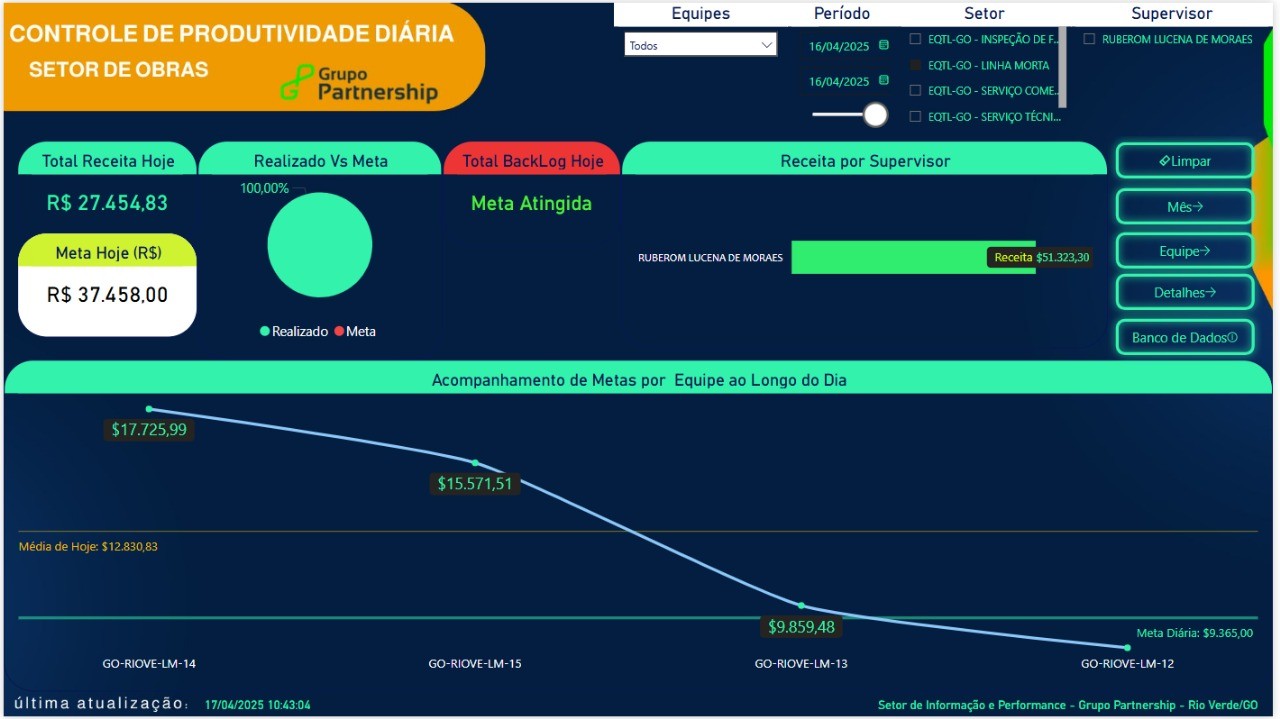 CONTROLE DE PRODUTIVIDADE DIÁRIA
SETOR DE OBRAS
Grupo
Partnership
Equipes
Todos
Período
16/04/2025
16/04/2025
Setor
EQTL-GO - INSPEÇÃO DE F...
EQTL-GO - LINHA MORTA
EQTL-GO - SERVIÇO COME...
EQTL-GO - SERVIÇO TÉCNI...
Supervisor
RUBEROM LUCENA DE MORAES
Total Receita Hoje
R$ 27.454,83
Meta Hoje (R$)
R$ 37.458,00
Realizado Vs Meta
100,00%
Realizado Meta
Total BackLog Hoje
Meta Atingida
Receita por Supervisor
RUBEROM LUCENA DE MORAES
Receita $51.323,30
Limpar
Mês
Equipe
Detalhes
Banco de Dados
Acompanhamento de Metas por Equipe ao Longo do Dia
$17.725,99
$15.571,51
Média de Hoje: $12.830,83
$9.859,48
Meta Diária: $9.365,00
GO-RIOVE-LM-14
GO-RIOVE-LM-15
GO-RIOVE-LM-13
GO-RIOVE-LM-12
última atualização: 17/04/2025 10:43:04
Setor de Informação e Performance - Grupo Partnership - Rio Verde/GO